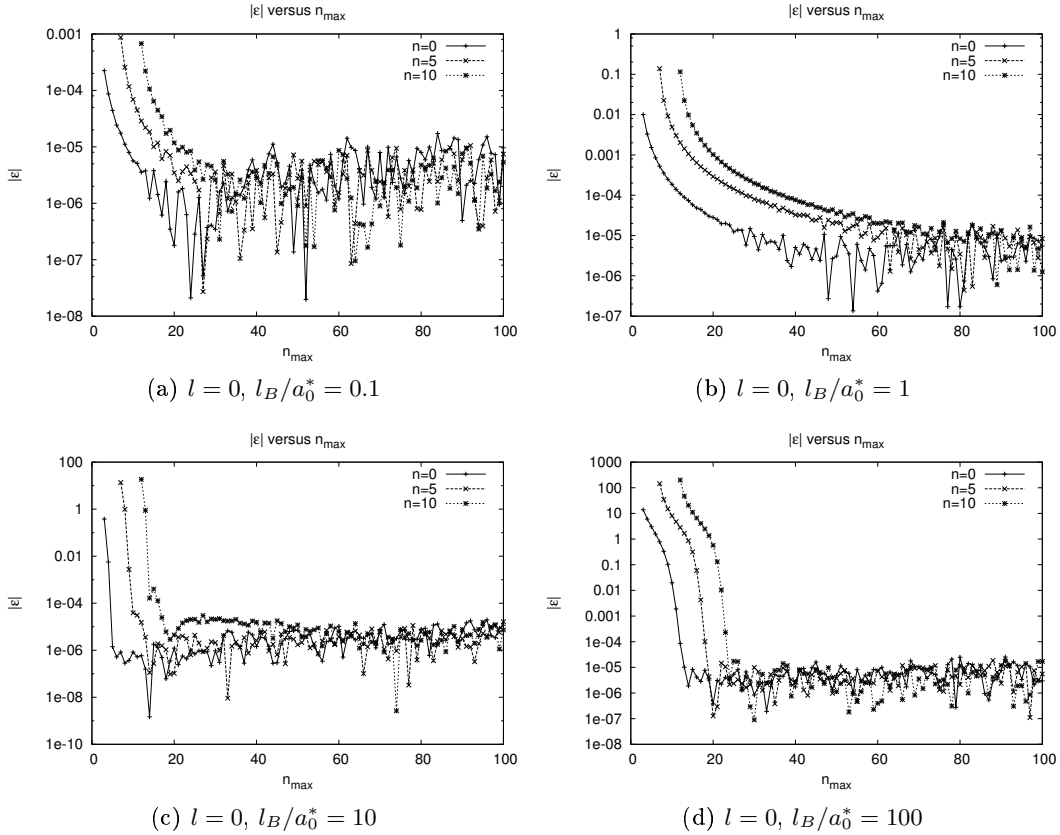 |ε| versus n_max
0.001
1e-04
1e-05
1e-06
1e-07
1e-08
|ε|
n=0
n=5
n=10
0 20 40 60 80 100
n_max
(a) l = 0, l_B/a_0^* = 0.1
|ε| versus n_max
1
0.1
0.01
0.001
1e-04
1e-05
1e-06
1e-07
|ε|
n=0
n=5
n=10
0 20 40 60 80 100
n_max
(b) l = 0, l_B/a_0^* = 1
|ε| versus n_max
100
1
0.01
1e-04
1e-06
1e-08
1e-10
|ε|
n=0
n=5
n=10
0 20 40 60 80 100
n_max
(c) l = 0, l_B/a_0^* = 10
|ε| versus n_max
1000
100
10
1
0.1
0.01
0.001
1e-04
1e-05
1e-06
1e-07
1e-08
|ε|
n=0
n=5
n=10
0 20 40 60 80 100
n_max
(d) l = 0, l_B/a_0^* = 100